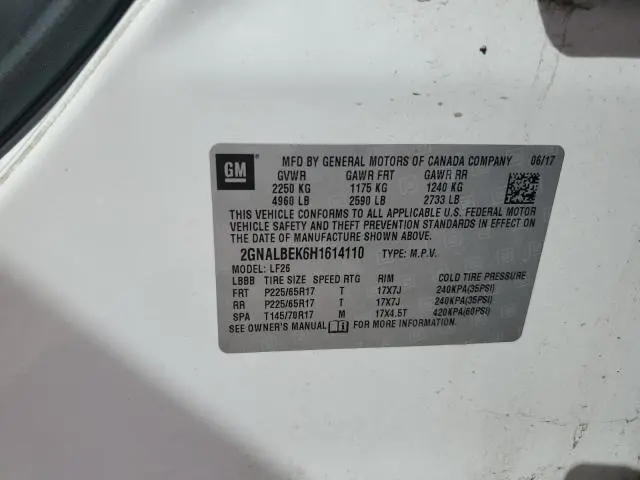 GM
MFD BY GENERAL MOTORS OF CANADA COMPANY 06/17
GVWR GAWR FRT GAWR RR
2250 KG 1175 KG 1240 KG
4960 LB 2590 LB 2733 LB
THIS VEHICLE CONFORMS TO ALL APPLICABLE U.S. FEDERAL MOTOR
VEHICLE SAFETY AND THEFT PREVENTION STANDARDS IN EFFECT ON
THE DATE OF MANUFACTURE SHOWN ABOVE.
2GNALBEK6H1614110 TYPE: M.P.V.
MODEL: LF26
LBBB TIRE SIZE SPEED RTG RIM COLD TIRE PRESSURE
FRT P225/65R17 T 17X7J 240KPA(35PSI)
RR P225/65R17 T 17X7J 240KPA(35PSI)
SPA T145/70R17 M 17X4.5T 420KPA(60PSI)
SEE OWNER'S MANUAL FOR MORE INFORMATION.